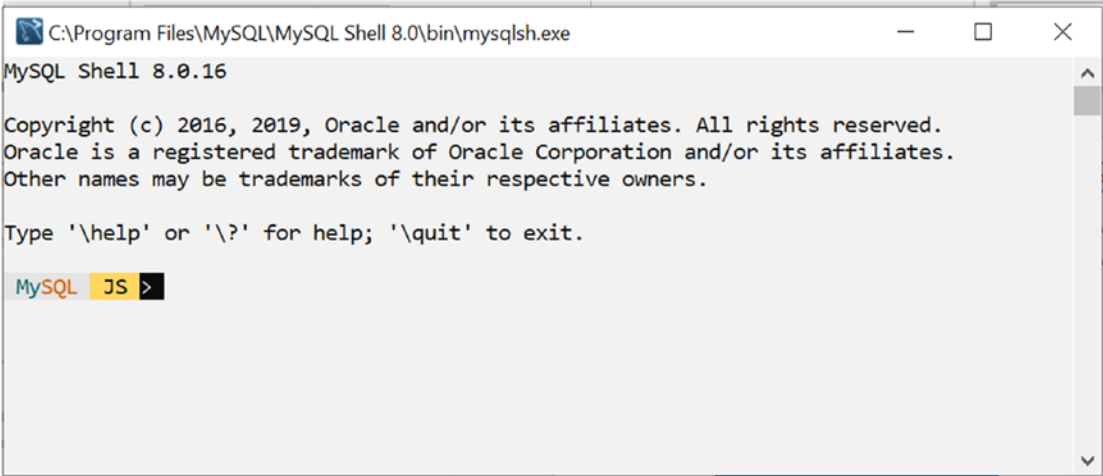 C:\Program Files\MySQL\MySQL Shell 8.0\bin\mysqlsh.exe
MySQL Shell 8.0.16
Copyright (c) 2016, 2019, Oracle and/or its affiliates. All rights reserved.
Oracle is a registered trademark of Oracle Corporation and/or its affiliates.
Other names may be trademarks of their respective owners.
Type '\help' or '\?' for help; '\quit' to exit.
MySQL JS >